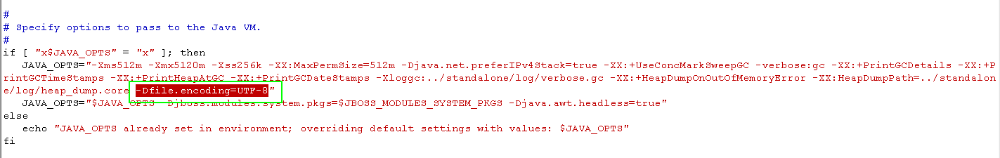 #
# Specify options to pass to the Java VM.
#
if [ "x$JAVA_OPTS" = "x" ]; then
JAVA_OPTS="-Xms512m -Xmx5120m -Xss256k -XX:MaxPermSize=512m -Djava.net.preferIPv4Stack=true -XX:+UseConcMarkSweepGC -verbose:gc -XX:+PrintGCDetails -XX:+P
rintGCTimeStamps -XX:+PrintHeapAtGC -XX:+PrintGCDateStamps -Xloggc:../standalone/log/verbose.gc -XX:+HeapDumpOnOutOfMemoryError -XX:HeapDumpPath=../standalon
e/log/heap_dump.core -Dfile.encoding=UTF-8"
JAVA_OPTS="$JAVA_OPTS -Djboss.modules.system.pkgs=$JBOSS_MODULES_SYSTEM_PKGS -Djava.awt.headless=true"
else
echo "JAVA_OPTS already set in environment; overriding default settings with values: $JAVA_OPTS"
fi